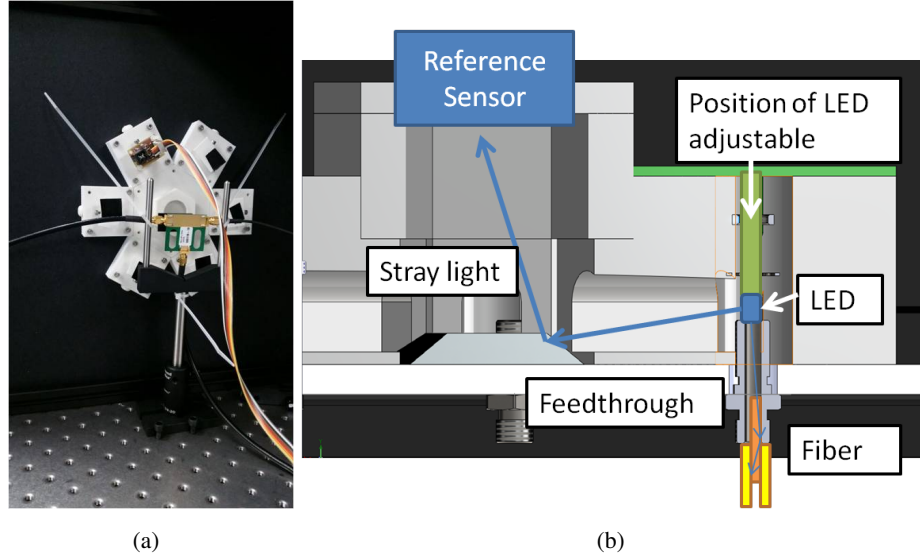 Reference
Sensor
Position of LED
adjustable
Stray light
LED
Feedthrough
Fiber
(a)
(b)